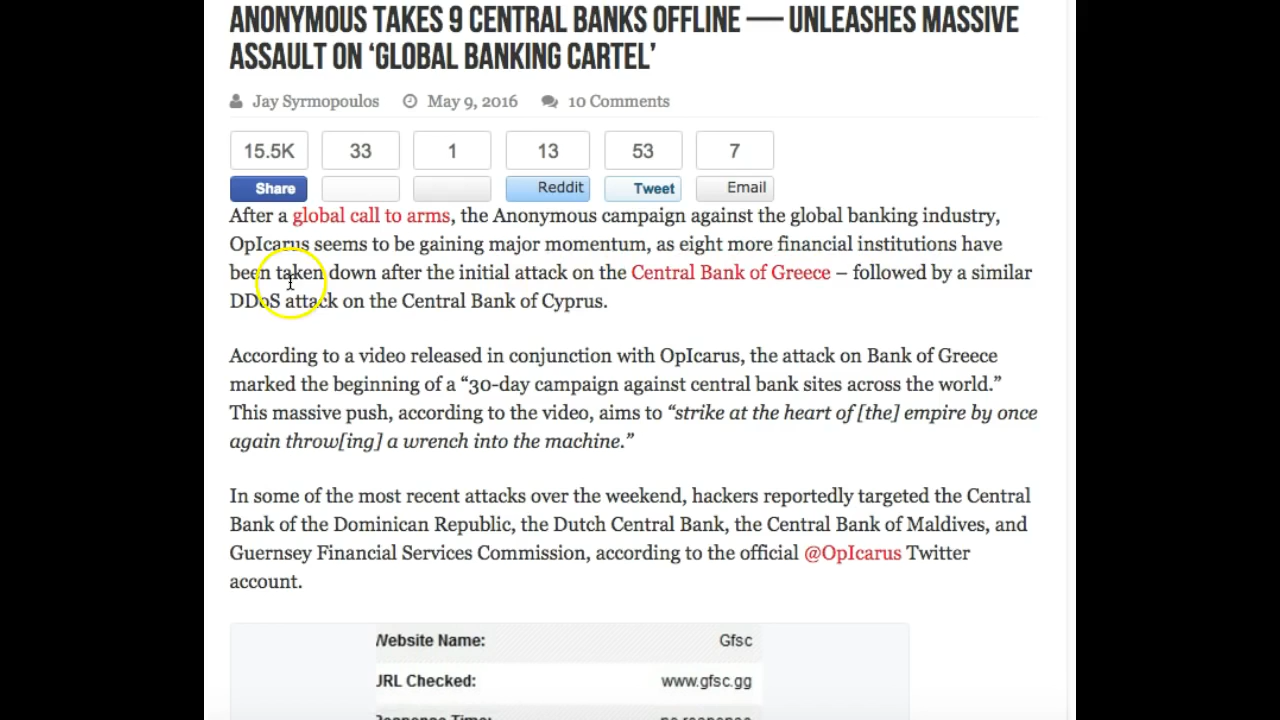 ANONYMOUS TAKES 9 CENTRAL BANKS OFFLINE — UNLEASHES MASSIVE
ASSAULT ON ‘GLOBAL BANKING CARTEL’
Jay Syrmopoulos May 9, 2016 10 Comments
15.5K 33 1 13 53 7
Share Reddit Tweet Email
After a global call to arms, the Anonymous campaign against the global banking industry,
OpIcarus seems to be gaining major momentum, as eight more financial institutions have
been taken down after the initial attack on the Central Bank of Greece – followed by a similar
DDoS attack on the Central Bank of Cyprus.
According to a video released in conjunction with OpIcarus, the attack on Bank of Greece
marked the beginning of a “30-day campaign against central bank sites across the world.”
This massive push, according to the video, aims to “strike at the heart of [the] empire by once
again throw[ing] a wrench into the machine.”
In some of the most recent attacks over the weekend, hackers reportedly targeted the Central
Bank of the Dominican Republic, the Dutch Central Bank, the Central Bank of Maldives, and
Guernsey Financial Services Commission, according to the official @OpIcarus Twitter
account.
Website Name: Gfsc
URL Checked: www.gfsc.gg
Response Time: no response